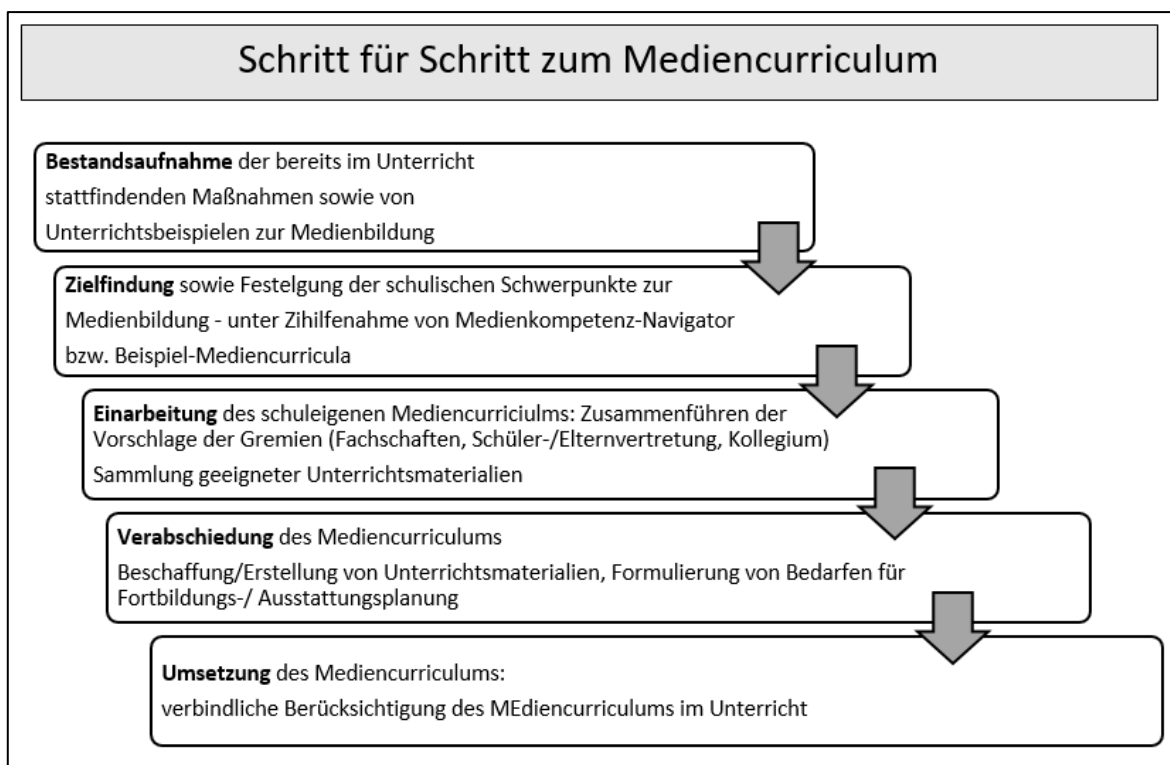 Schritt für Schritt zum Mediencurriculum
Bestandsaufnahme der bereits im Unterricht
stattfindenden Maßnahmen sowie von
Unterrichtsbeispielen zur Medienbildung
Zielfindung sowie Festelgung der schulischen Schwerpunkte zur
Medienbildung - unter Zihilfenahme von Medienkompetenz-Navigator
bzw. Beispiel-Mediencurricula
Einarbeitung des schuleigenen Mediencurriciulms: Zusammenführen der
Vorschlage der Gremien (Fachschaften, Schüler-/Elternvertretung, Kollegium)
Sammlung geeigneter Unterrichtsmaterialien
Verabschiedung des Mediencurriculums
Beschaffung/Erstellung von Unterrichtsmaterialien, Formulierung von Bedarfen für
Fortbildungs-/ Ausstattungsplanung
Umsetzung des Mediencurriculums:
verbindliche Berücksichtigung des MEdiencurriculums im Unterricht